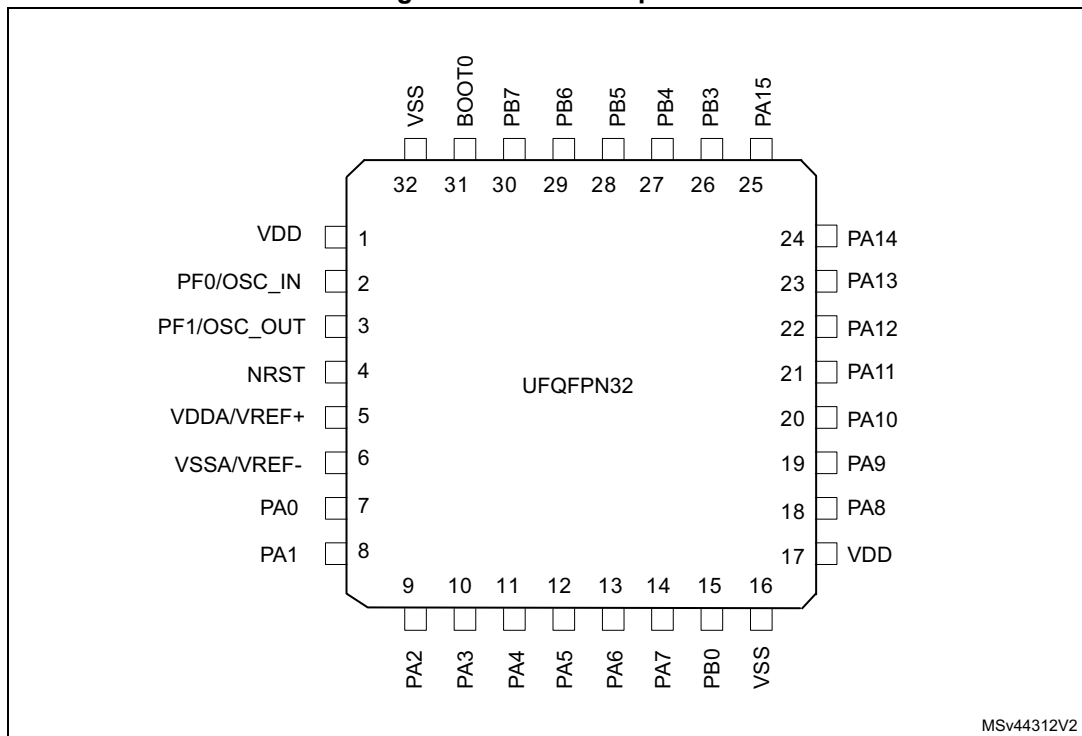 VSS BOOT0 PB7 PB6 PB5 PB4 PB3 PA15
32 31 30 29 28 27 26 25
VDD 1 24 PA14
PF0/OSC_IN 2 23 PA13
PF1/OSC_OUT 3 22 PA12
NRST 4 UFQFPN32 21 PA11
VDDA/VREF+ 5 20 PA10
VSSA/VREF- 6 19 PA9
PA0 7 18 PA8
PA1 8 17 VDD
9 10 11 12 13 14 15 16
PA2 PA3 PA4 PA5 PA6 PA7 PB0 VSS
MSv44312V2